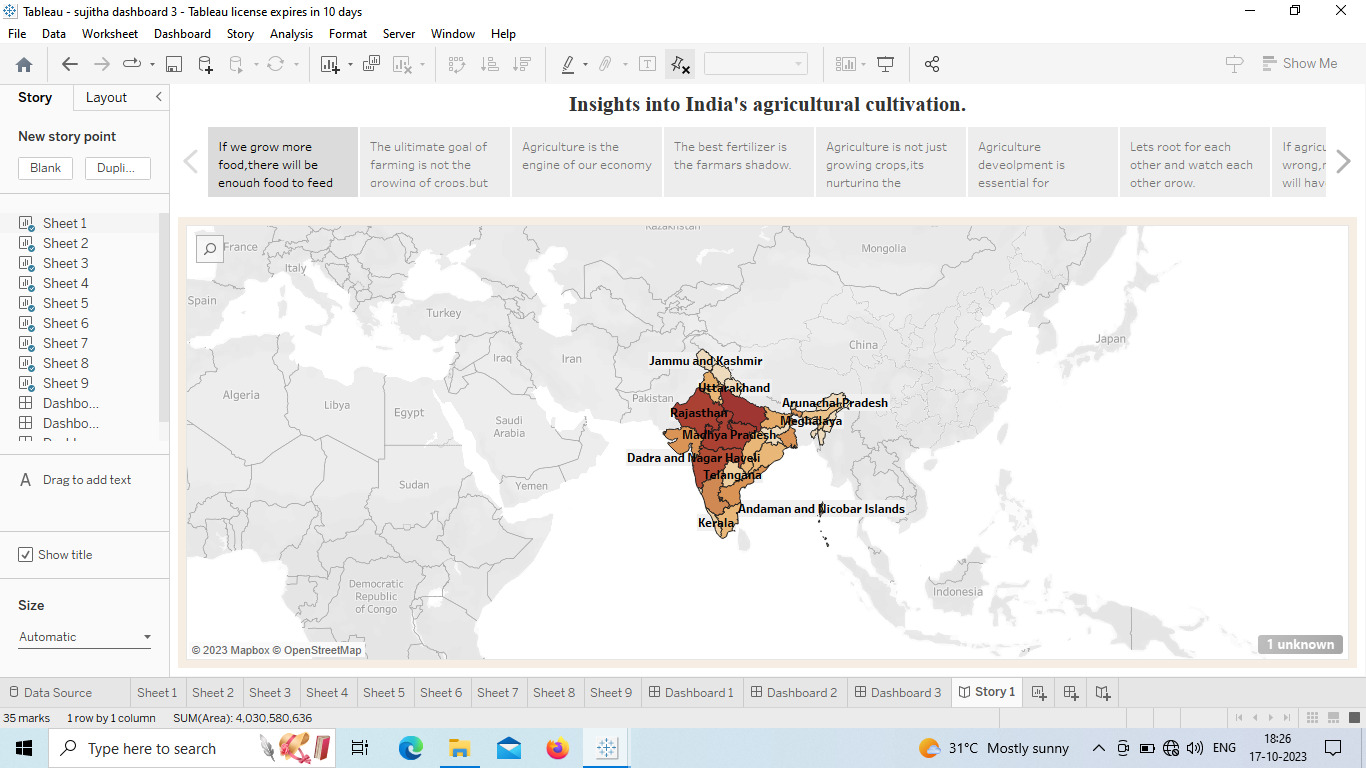 Tableau - sujitha dashboard 3 - Tableau license expires in 10 days
File Data Worksheet Dashboard Story Analysis Format Server Window Help
Show Me
Story Layout
New story point
Blank Dupli...
Sheet 1
Sheet 2
Sheet 3
Sheet 4
Sheet 5
Sheet 6
Sheet 7
Sheet 8
Sheet 9
Dashbo...
Dashbo...
A Drag to add text
Show title
Size
Automatic
Insights into India's agricultural cultivation.
If we grow more
food,there will be
enough food to feed
The ulitimate goal of
farming is not the
growing of crops,but
Agriculture is the
engine of our economy
The best fertilizer is
the farmars shadow.
Agriculture is not just
growing crops,its
nurturing the
Agriculture
deveolpment is
essential for
Lets root for each
other and watch each
other grow.
If agricu
wrong,n
will hav
Kazakhstan
France
Mongolia
Italy
Spain
Turkey
Japan
China
Iraq
Iran
Jammu and Kashmir
Uttarakhand
Algeria
Libya
Egypt
Pakistan
Arunachal Pradesh
Saudi
Arabia
Rajasthan
Meghalaya
Madhya Pradesh
Dadra and Nagar Haveli
Telangana
Sudan
Yemen
Andaman and Nicobar Islands
Kerala
Democratic
Republic
of Congo
Indonesia
© 2023 Mapbox © OpenStreetMap
1 unknown
Data Source Sheet 1 Sheet 2 Sheet 3 Sheet 4 Sheet 5 Sheet 6 Sheet 7 Sheet 8 Sheet 9 Dashboard 1 Dashboard 2 Dashboard 3 Story 1
35 marks 1 row by 1 column SUM(Area): 4,030,580,636
Type here to search
31°C Mostly sunny
ENG
18:26
17-10-2023